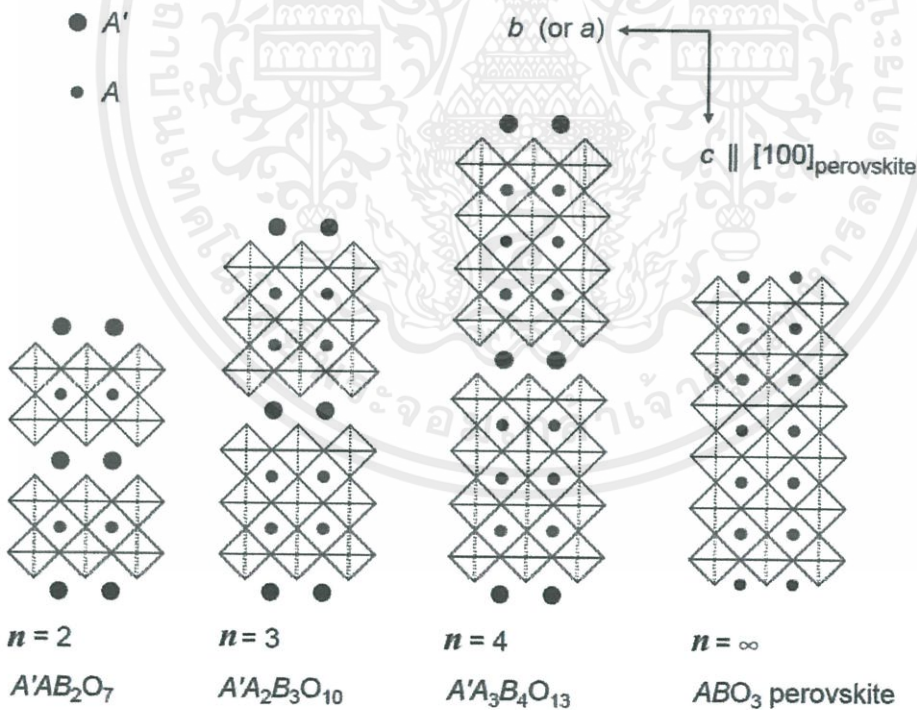 A'
A
b (or a)
c || [100]perovskite
n = 2
n = 3
n = 4
n = ∞
A'AB₂O₇
A'A₂B₃O₁₀
A'A₃B₄O₁₃
ABO₃ perovskite